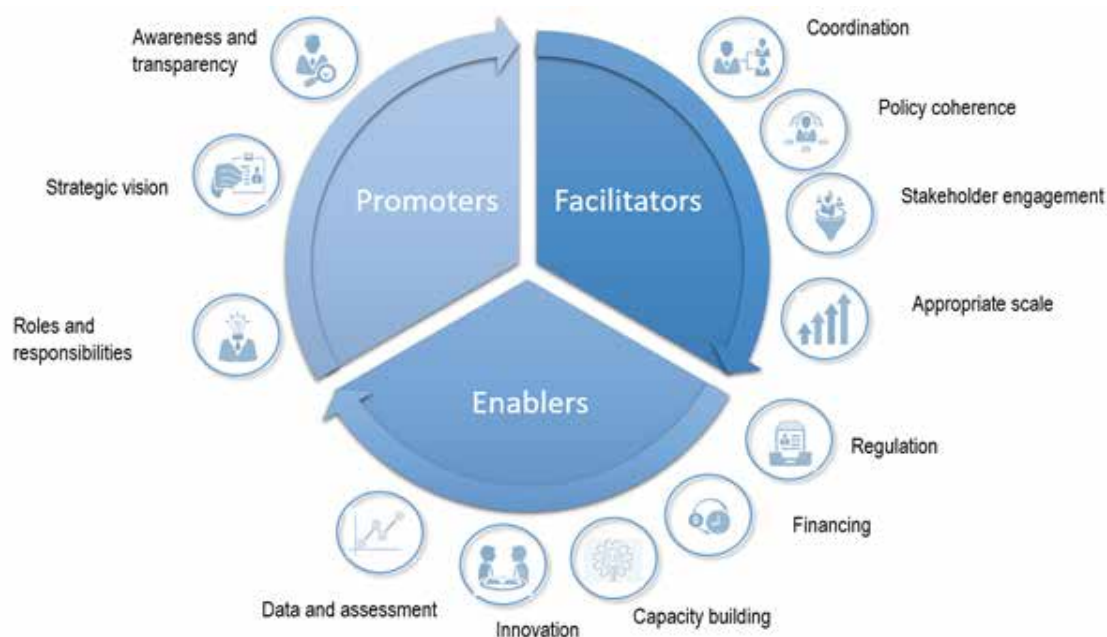 Awareness and
transparency
Strategic vision
Roles and
responsibilities
Promoters
Facilitators
Enablers
Coordination
Policy coherence
Stakeholder engagement
Appropriate scale
Regulation
Financing
Capacity building
Innovation
Data and assessment